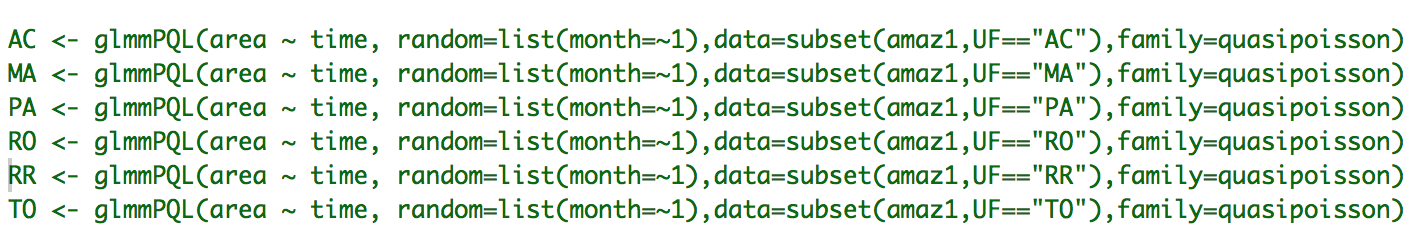 AC <- glmmPQL(area ~ time, random=list(month=~1),data=subset(amaz1,UF=="AC"),family=quasipoisson)
MA <- glmmPQL(area ~ time, random=list(month=~1),data=subset(amaz1,UF=="MA"),family=quasipoisson)
PA <- glmmPQL(area ~ time, random=list(month=~1),data=subset(amaz1,UF=="PA"),family=quasipoisson)
RO <- glmmPQL(area ~ time, random=list(month=~1),data=subset(amaz1,UF=="RO"),family=quasipoisson)
RR <- glmmPQL(area ~ time, random=list(month=~1),data=subset(amaz1,UF=="RR"),family=quasipoisson)
TO <- glmmPQL(area ~ time, random=list(month=~1),data=subset(amaz1,UF=="TO"),family=quasipoisson)